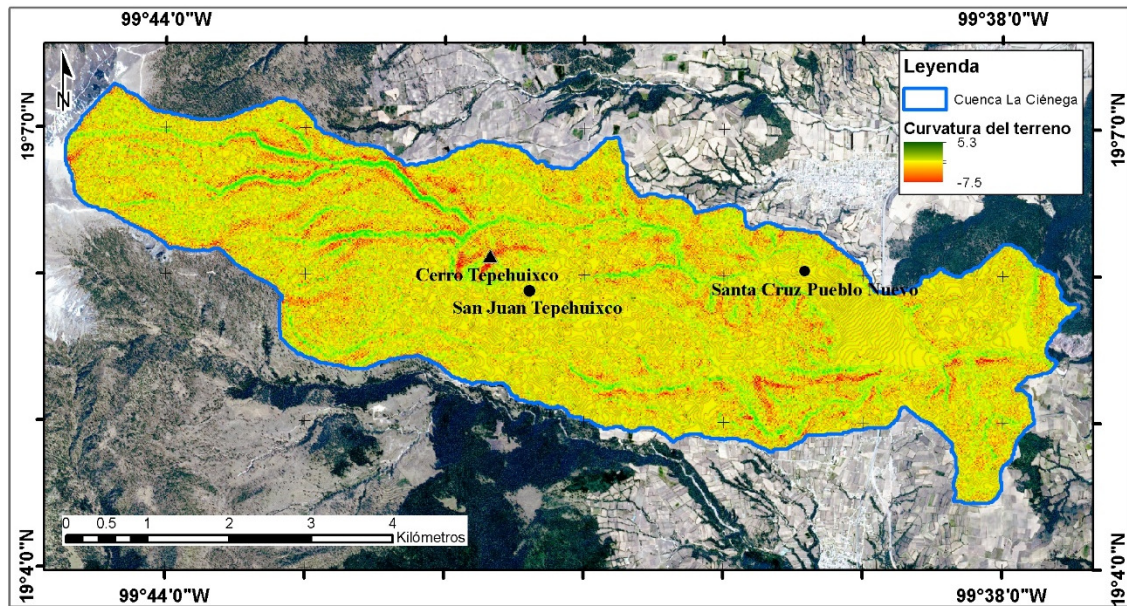 99°44'0"W
99°38'0"W
19°7'0"N
19°7'0"N
N
Leyenda
Cuenca La Ciénega
Curvatura del terreno
5.3
-7.5
Cerro Tepehuixco
San Juan Tepehuixco
Santa Cruz Pueblo Nuevo
0 0.5 1 2 3 4
Kilómetros
19°4'0"N
19°4'0"N
99°44'0"W
99°38'0"W